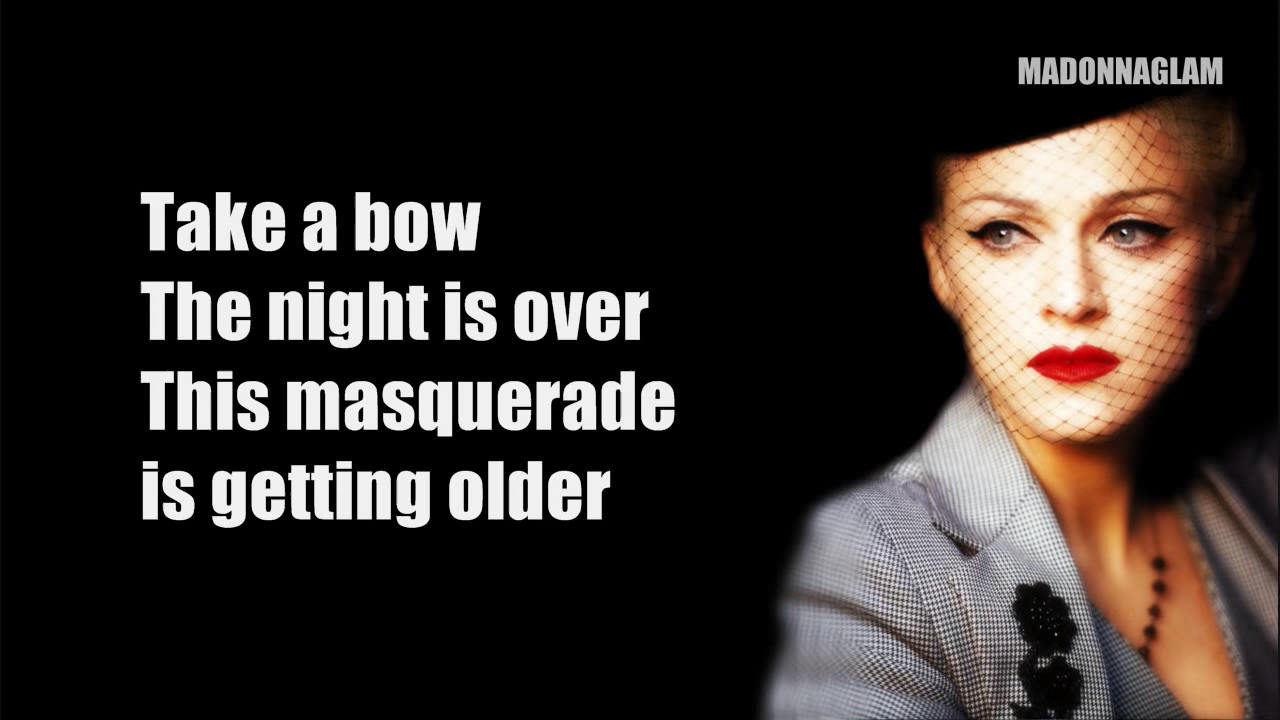 MADONNAGLAM
Take a bow
The night is over
This masquerade
is getting older